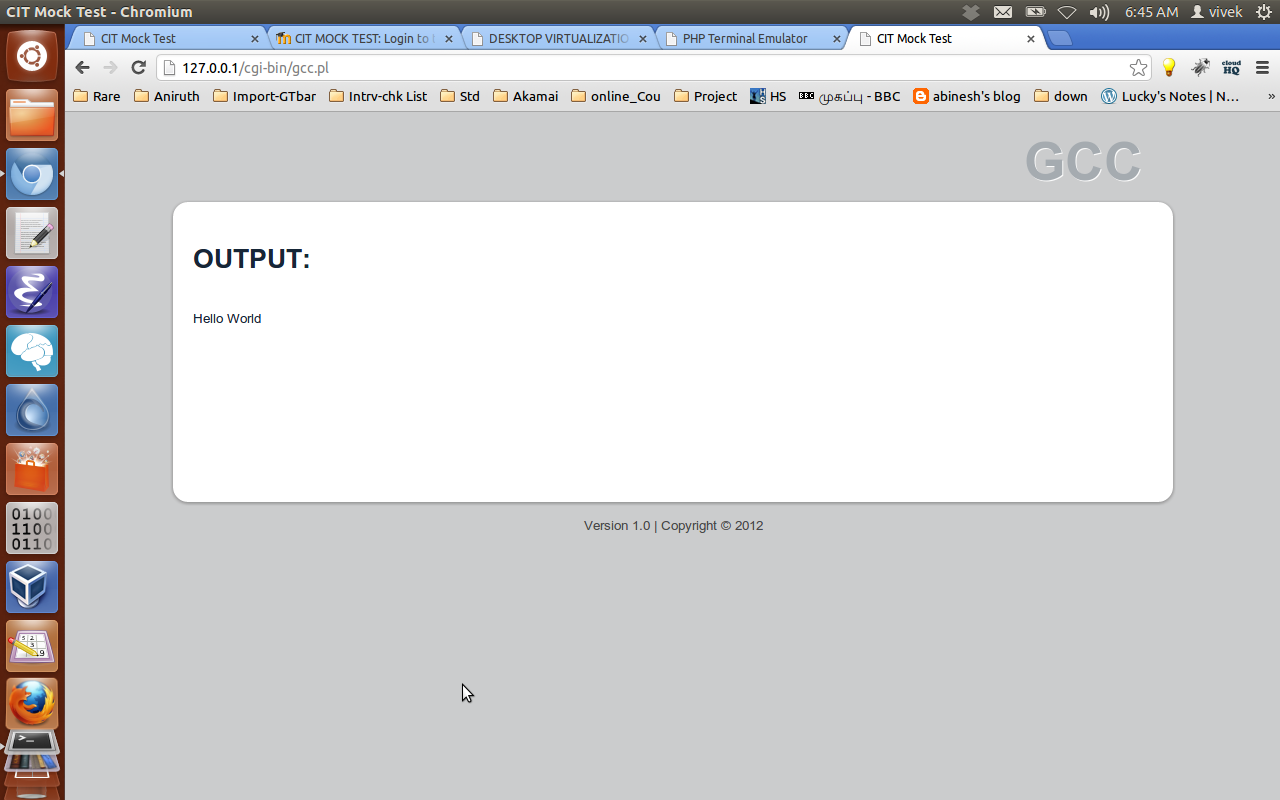 CIT Mock Test - Chromium
6:45 AM vivek
CIT Mock Test
CIT MOCK TEST: Login to
DESKTOP VIRTUALIZATIO
PHP Terminal Emulator
CIT Mock Test
127.0.0.1/cgi-bin/gcc.pl
cloud HQ
Rare Aniruth Import-GTbar Intrv-chk List Std Akamai online_Cou Project HS BBC முகப்பு - BBC abinesh's blog down Lucky's Notes | N... »
GCC
OUTPUT:
Hello World
Version 1.0 | Copyright © 2012
0100
1100
0110